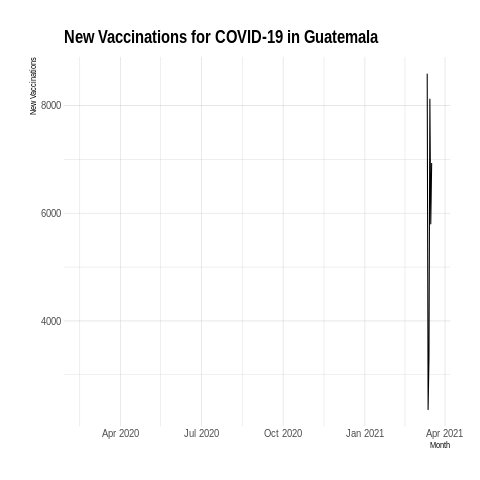 New Vaccinations for COVID-19 in Guatemala
New Vaccinations
8000
6000
4000
Apr 2020 Jul 2020 Oct 2020 Jan 2021 Apr 2021
Month